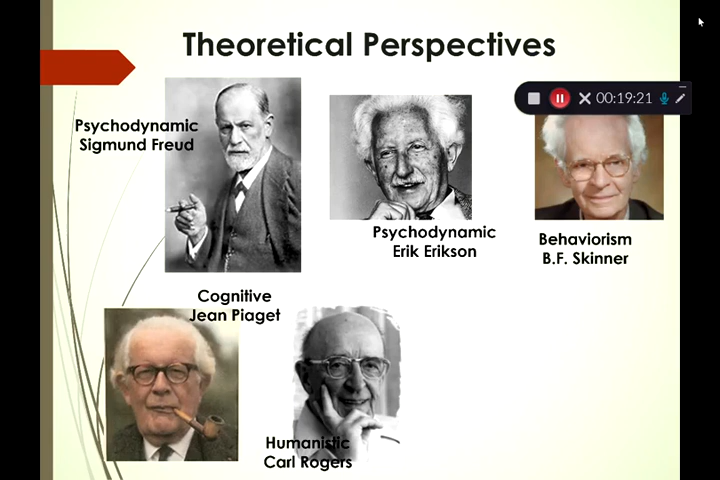 Theoretical Perspectives
00:19:21
Psychodynamic
Sigmund Freud
Psychodynamic
Erik Erikson
Behaviorism
B.F. Skinner
Cognitive
Jean Piaget
Humanistic
Carl Rogers